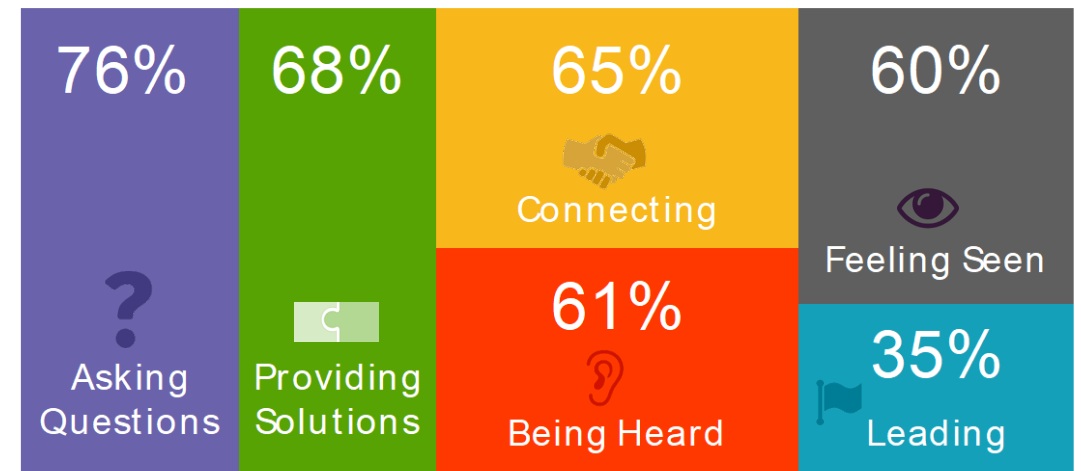 76%
Asking
Questions
68%
Providing
Solutions
65%
Connecting
61%
Being Heard
60%
Feeling Seen
35%
Leading